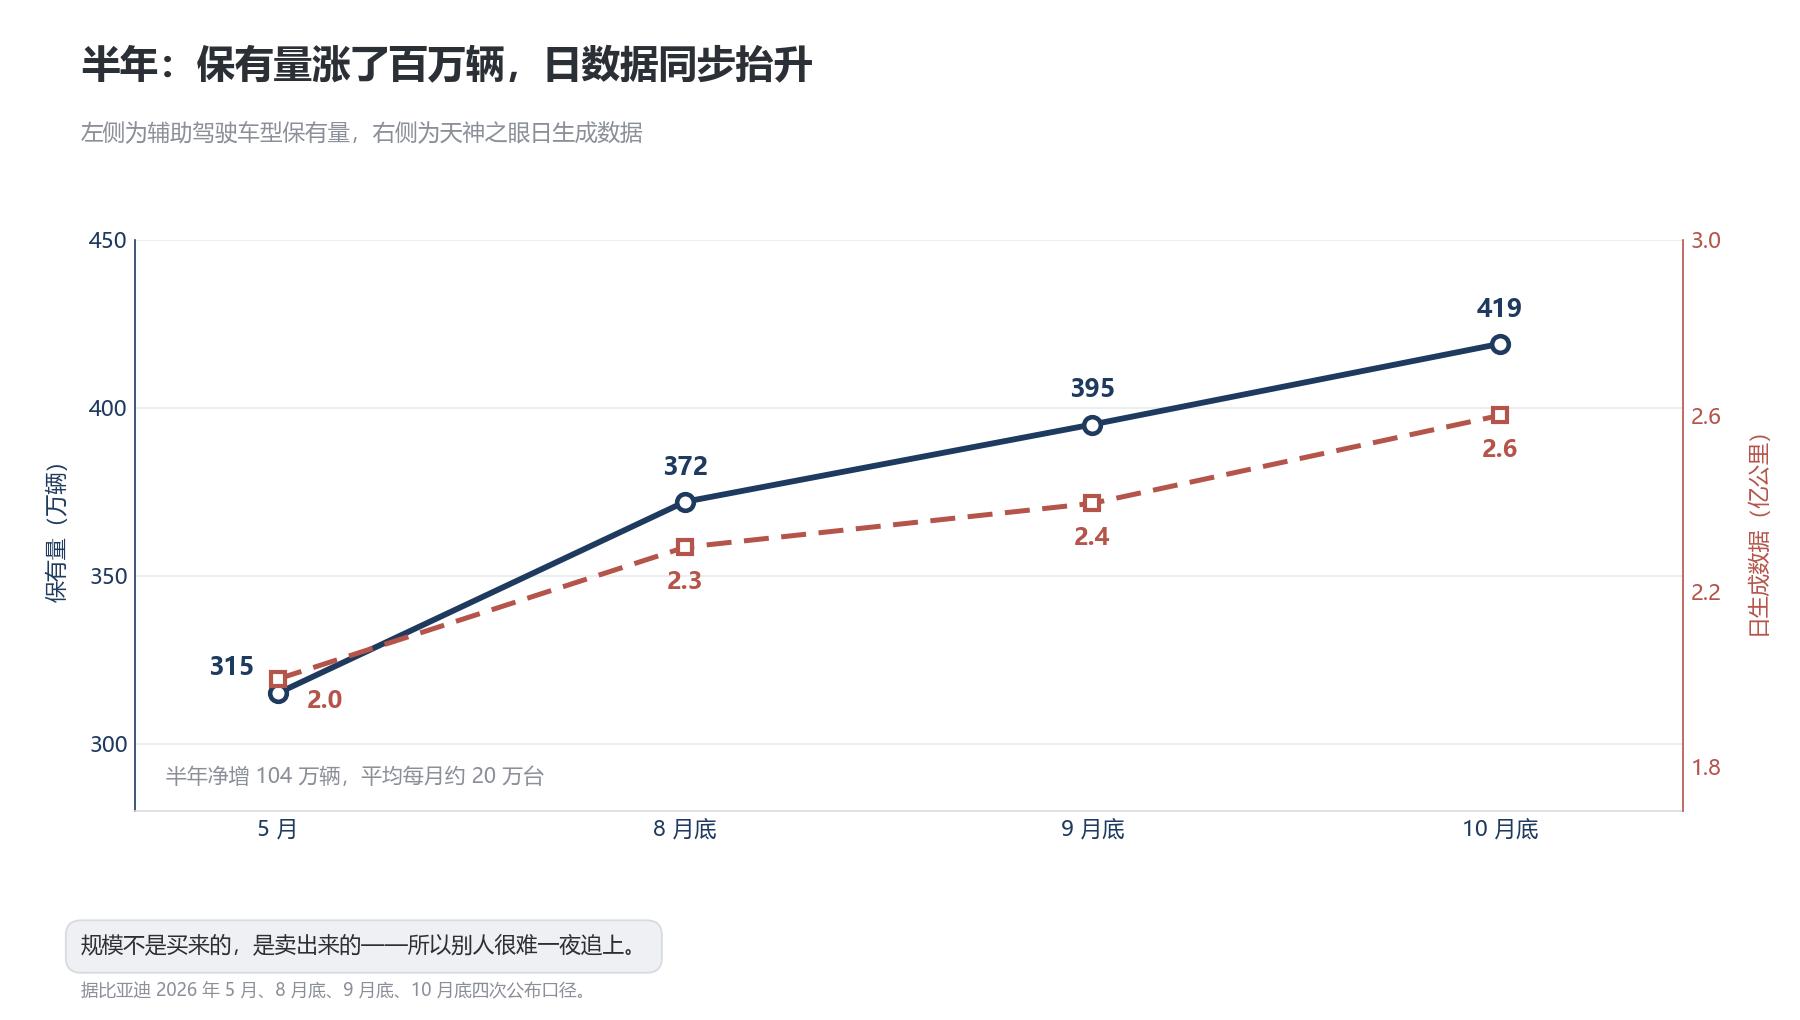 半年：保有量涨了百万辆，日数据同步抬升
左侧为辅助驾驶车型保有量，右侧为天神之眼日生成数据
450
400
350
300
保有量（万辆）
3.0
2.6
2.2
1.8
日生成数据（亿公里）
315
372
395
419
2.0
2.3
2.4
2.6
半年净增 104 万辆，平均每月约 20 万台
5 月
8 月底
9 月底
10 月底
规模不是买来的，是卖出来的——所以别人很难一夜追上。
据比亚迪 2026 年 5 月、8 月底、9 月底、10 月底四次公布口径。